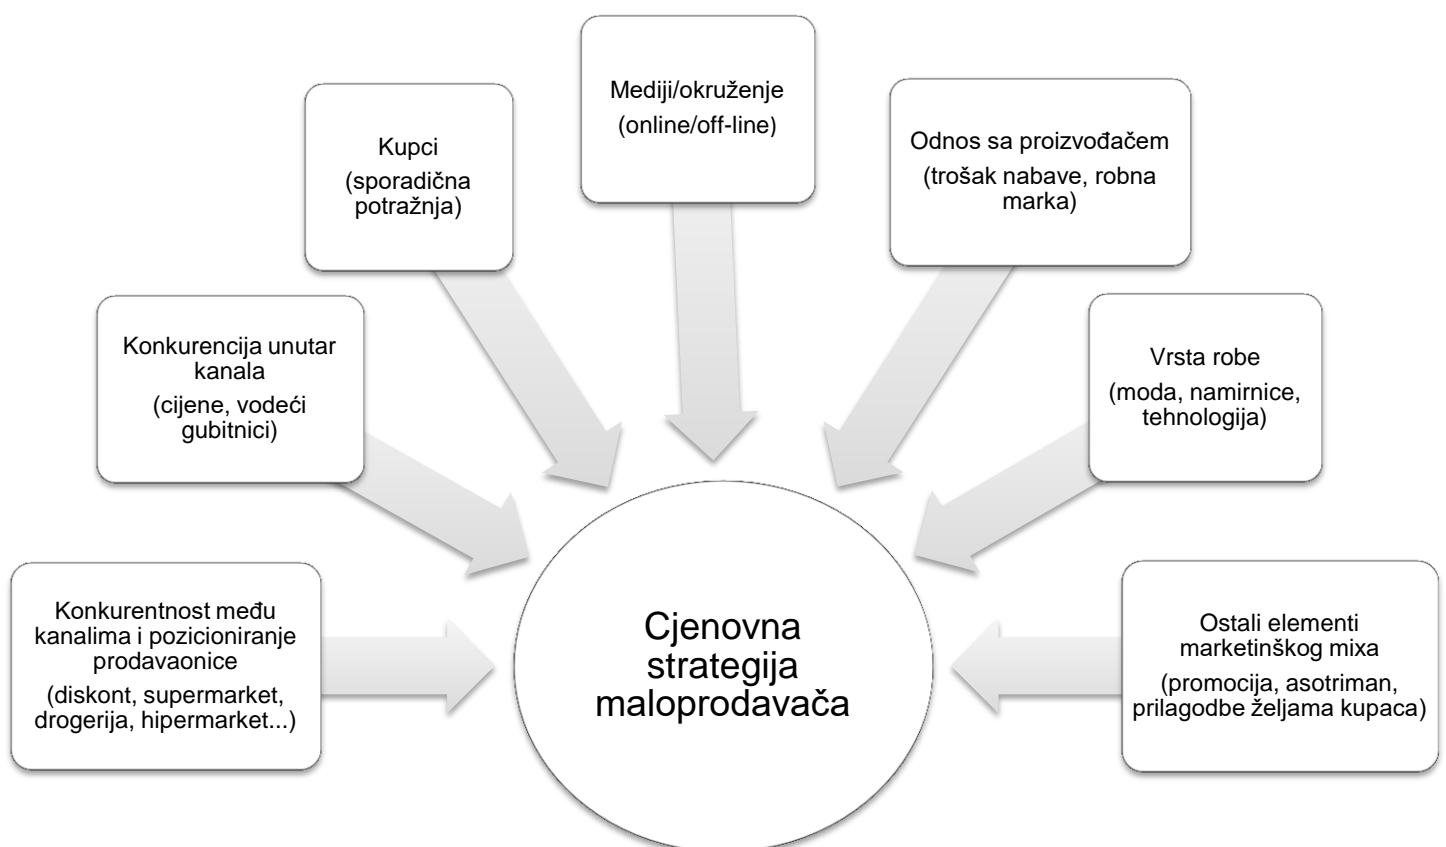 Mediji/okruženje
(online/off-line)
Kupci
(sporadična
potražnja)
Odnos sa proizvođačem
(trošak nabave, robna
marka)
Konkurencija unutar
kanala
(cijene, vodeći
gubitnici)
Vrsta robe
(moda, namirnice,
tehnologija)
Konkurentnost među
kanalima i pozicioniranje
prodavaonice
(diskont, supermarket,
drogerija, hipermarket...)
Cjenovna
strategija
maloprodavača
Ostali elementi
marketinškog mixa
(promocija, asotriman,
prilagodbe željama kupaca)